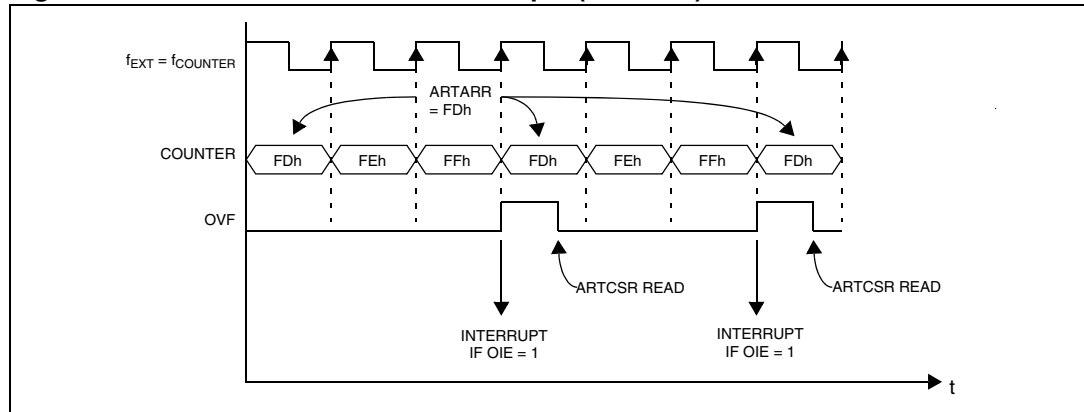 fEXT = fCOUNTER
ARTARR
= FDh
COUNTER
FDh FEh FFh FDh FEh FFh FDh
OVF
ARTCSR READ ARTCSR READ
INTERRUPT INTERRUPT
IF OIE = 1 IF OIE = 1
t